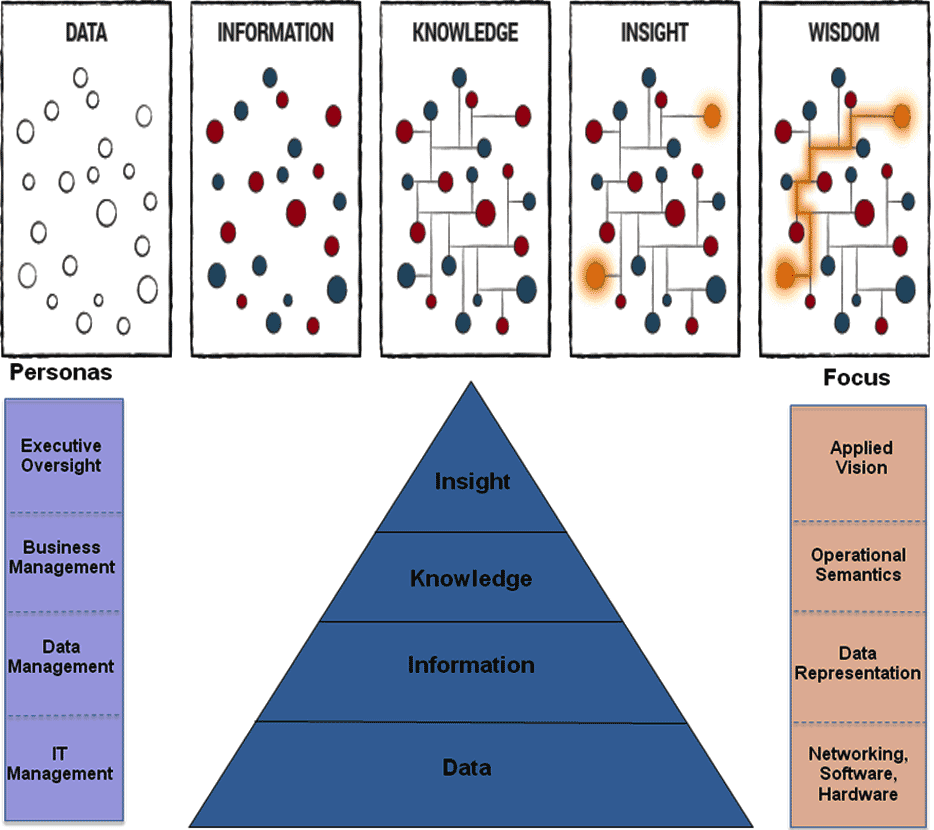 DATA
INFORMATION
KNOWLEDGE
INSIGHT
WISDOM
Personas
Executive
Oversight
Business
Management
Data
Management
IT
Management
Insight
Knowledge
Information
Data
Focus
Applied
Vision
Operational
Semantics
Data
Representation
Networking,
Software,
Hardware